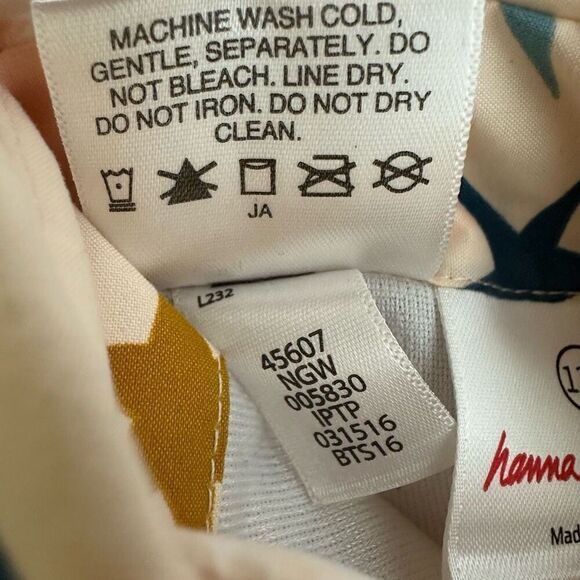 MACHINE WASH COLD,
GENTLE, SEPARATELY. DO
NOT BLEACH. LINE DRY.
DO NOT IRON. DO NOT DRY
CLEAN.
JA
L232
45607
NGW
005830
IPTP
031516
BTS16
hanna